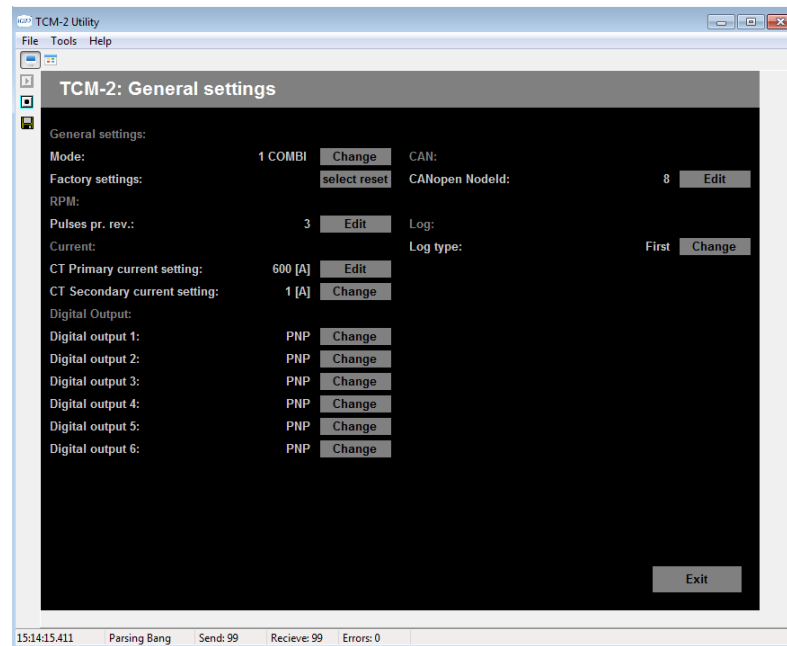 TCM-2 Utility
File Tools Help
TCM-2: General settings
General settings:
Mode: 1 COMBI Change CAN:
Factory settings: select reset CANopen NodeId: 8 Edit
RPM:
Pulses pr. rev.: 3 Edit Log:
Current: Log type: First Change
CT Primary current setting: 600 [A] Edit
CT Secondary current setting: 1 [A] Change
Digital Output:
Digital output 1: PNP Change
Digital output 2: PNP Change
Digital output 3: PNP Change
Digital output 4: PNP Change
Digital output 5: PNP Change
Digital output 6: PNP Change
Exit
15:14:15.411 Parsing Bang Send: 99 Recieve: 99 Errors: 0